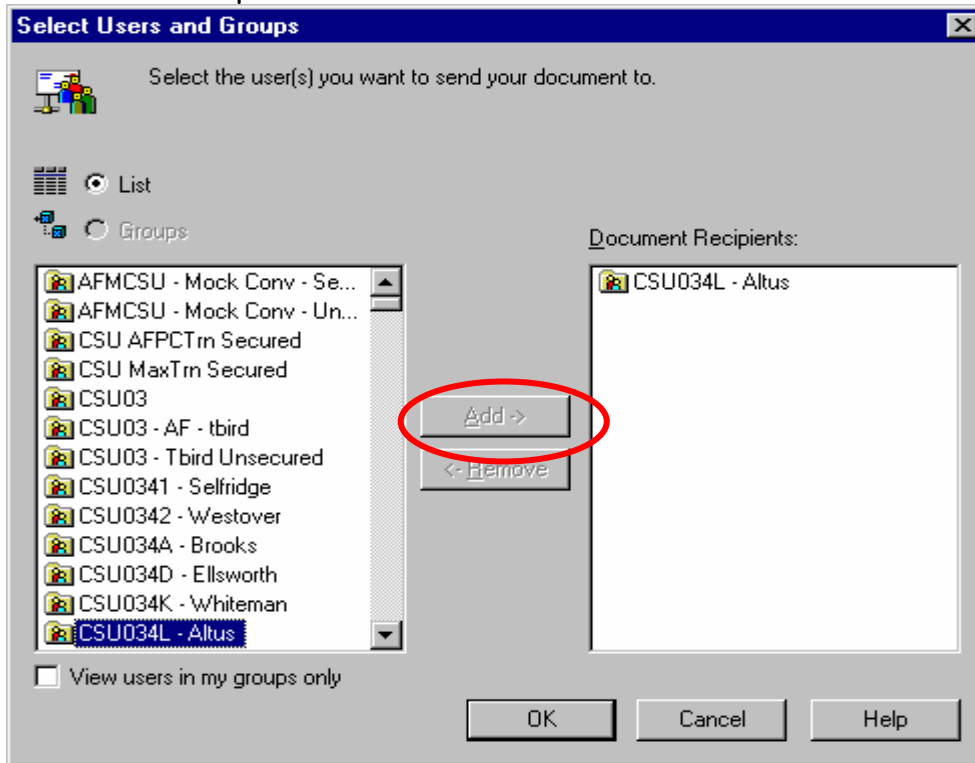 Select Users and Groups
Select the user(s) you want to send your document to.
List
Groups
Document Recipients:
AFMCSU - Mock Conv - Se...
AFMCSU - Mock Conv - Un...
CSU AFPCTrn Secured
CSU MaxTrn Secured
CSU03
CSU03 - AF - tbird
CSU03 - Tbird Unsecured
CSU0341 - Selfridge
CSU0342 - Westover
CSU034A - Brooks
CSU034D - Ellsworth
CSU034K - Whiteman
CSU034L - Altus
Add ->
<- Remove
CSU034L - Altus
View users in my groups only
OK
Cancel
Help